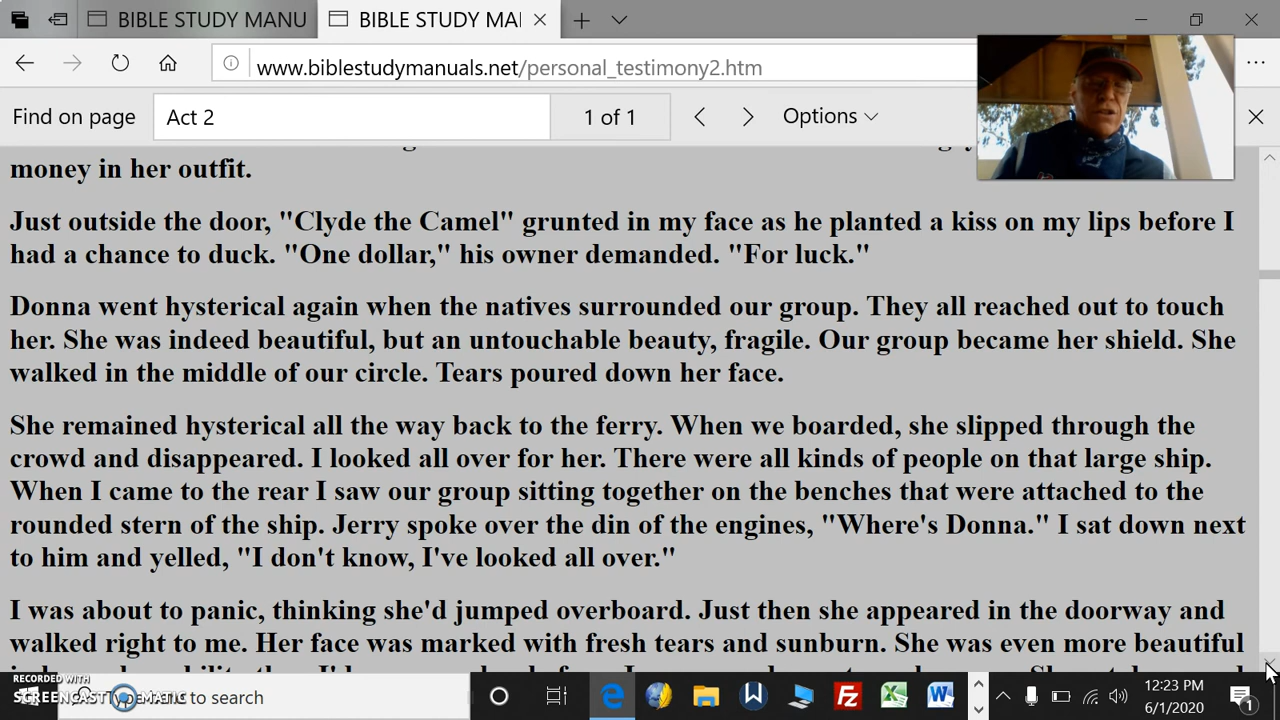 BIBLE STUDY MANU
BIBLE STUDY MAI
www.biblestudymanuals.net/personal_testimony2.htm
Find on page
Act 2
1 of 1
Options
money in her outfit.
Just outside the door, "Clyde the Camel" grunted in my face as he planted a kiss on my lips before I
had a chance to duck. "One dollar," his owner demanded. "For luck."
Donna went hysterical again when the natives surrounded our group. They all reached out to touch
her. She was indeed beautiful, but an untouchable beauty, fragile. Our group became her shield. She
walked in the middle of our circle. Tears poured down her face.
She remained hysterical all the way back to the ferry. When we boarded, she slipped through the
crowd and disappeared. I looked all over for her. There were all kinds of people on that large ship.
When I came to the rear I saw our group sitting together on the benches that were attached to the
rounded stern of the ship. Jerry spoke over the din of the engines, "Where's Donna." I sat down next
to him and yelled, "I don't know, I've looked all over."
I was about to panic, thinking she'd jumped overboard. Just then she appeared in the doorway and
walked right to me. Her face was marked with fresh tears and sunburn. She was even more beautiful
RECORDED WITH
SCREENCAST MATIC
to search
12:23 PM
6/1/2020
1